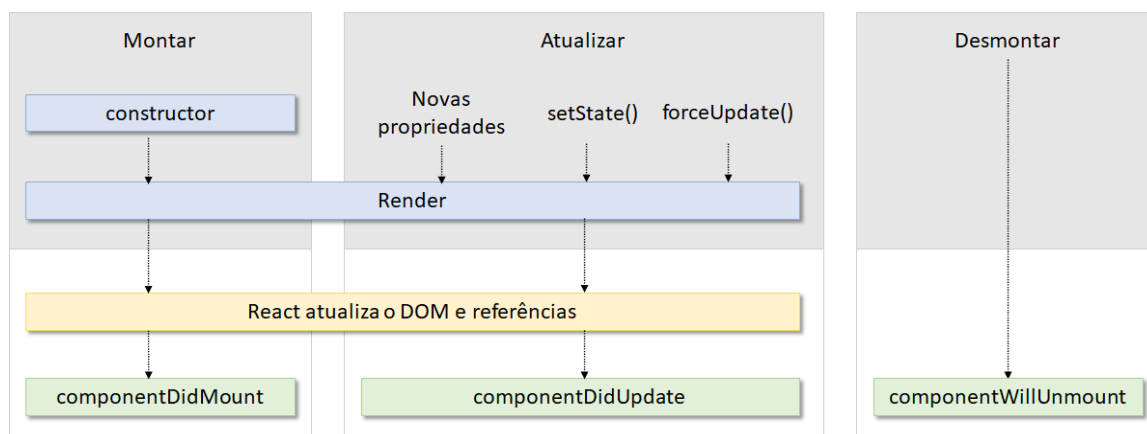 Montar
Atualizar
Desmontar
constructor
Novas
propriedades
setState()
forceUpdate()
Render
React atualiza o DOM e referências
componentDidMount
componentDidUpdate
componentWillUnmount